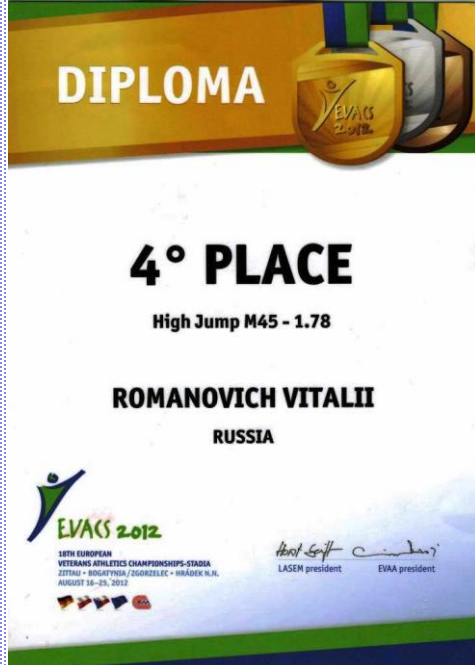 DIPLOMA
EVACS
2012
4° PLACE
High Jump M45 - 1.78
ROMANOVICH VITALII
RUSSIA
EVACS 2012
18TH EUROPEAN
VETERANS ATHLETICS CHAMPIONSHIPS-STADIA
ZITTAU • BOGATYNIA/ZGORZELEC • HRÁDEK N.N.
AUGUST 16-25, 2012
LASEM president EVAA president